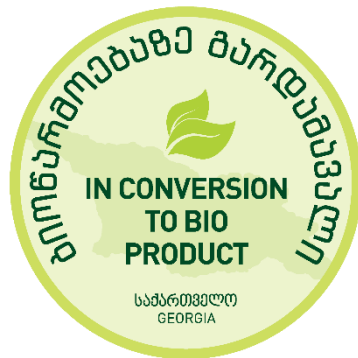 ბიოწარმოებაზე გარდამავალი
IN CONVERSION
TO BIO
PRODUCT
საქართველო
GEORGIA